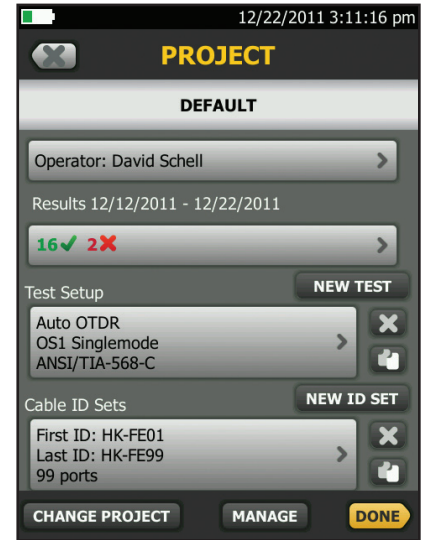 12/22/2011 3:11:16 pm
PROJECT
DEFAULT
Operator: David Schell
Results 12/12/2011 - 12/22/2011
16 2
NEW TEST
Test Setup
Auto OTDR
OS1 Singlemode
ANSI/TIA-568-C
NEW ID SET
Cable ID Sets
First ID: HK-FE01
Last ID: HK-FE99
99 ports
CHANGE PROJECT MANAGE DONE